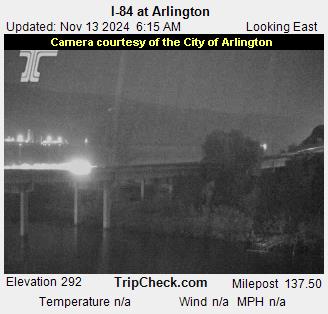 I-84 at Arlington
Updated: Nov 13 2024 6:15 AM Looking East
Camera courtesy of the City of Arlington
Elevation 292 TripCheck.com Milepost 137.50
Temperature n/a Wind n/a MPH n/a